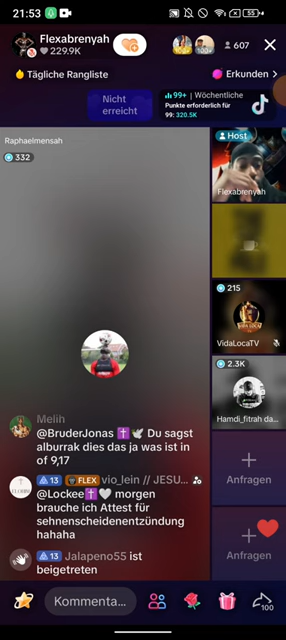 21:53
55
Flexabrenyah
229.9K
100+
607
Tägliche Rangliste
Erkunden
Nicht
erreicht
99+ | Wöchentliche
Punkte erforderlich für
99: 320.5K
Raphaelmensah
332
Host
Flexabrenyah
215
VidaLocaTV
2.3K
Hamdi_fitrah da...
Melih
@BruderJonas ✝️🕊️ Du sagst
alburrak dies das ja was ist in
of 9,17
13 FLEX vio_lein // JESU...
@Lockee✝️🤍 morgen
brauche ich Attest für
sehnenscheidenentzündung
hahaha
13 Jalapeno55 ist
beigetreten
+
Anfragen
+
Anfragen
Kommenta...
100